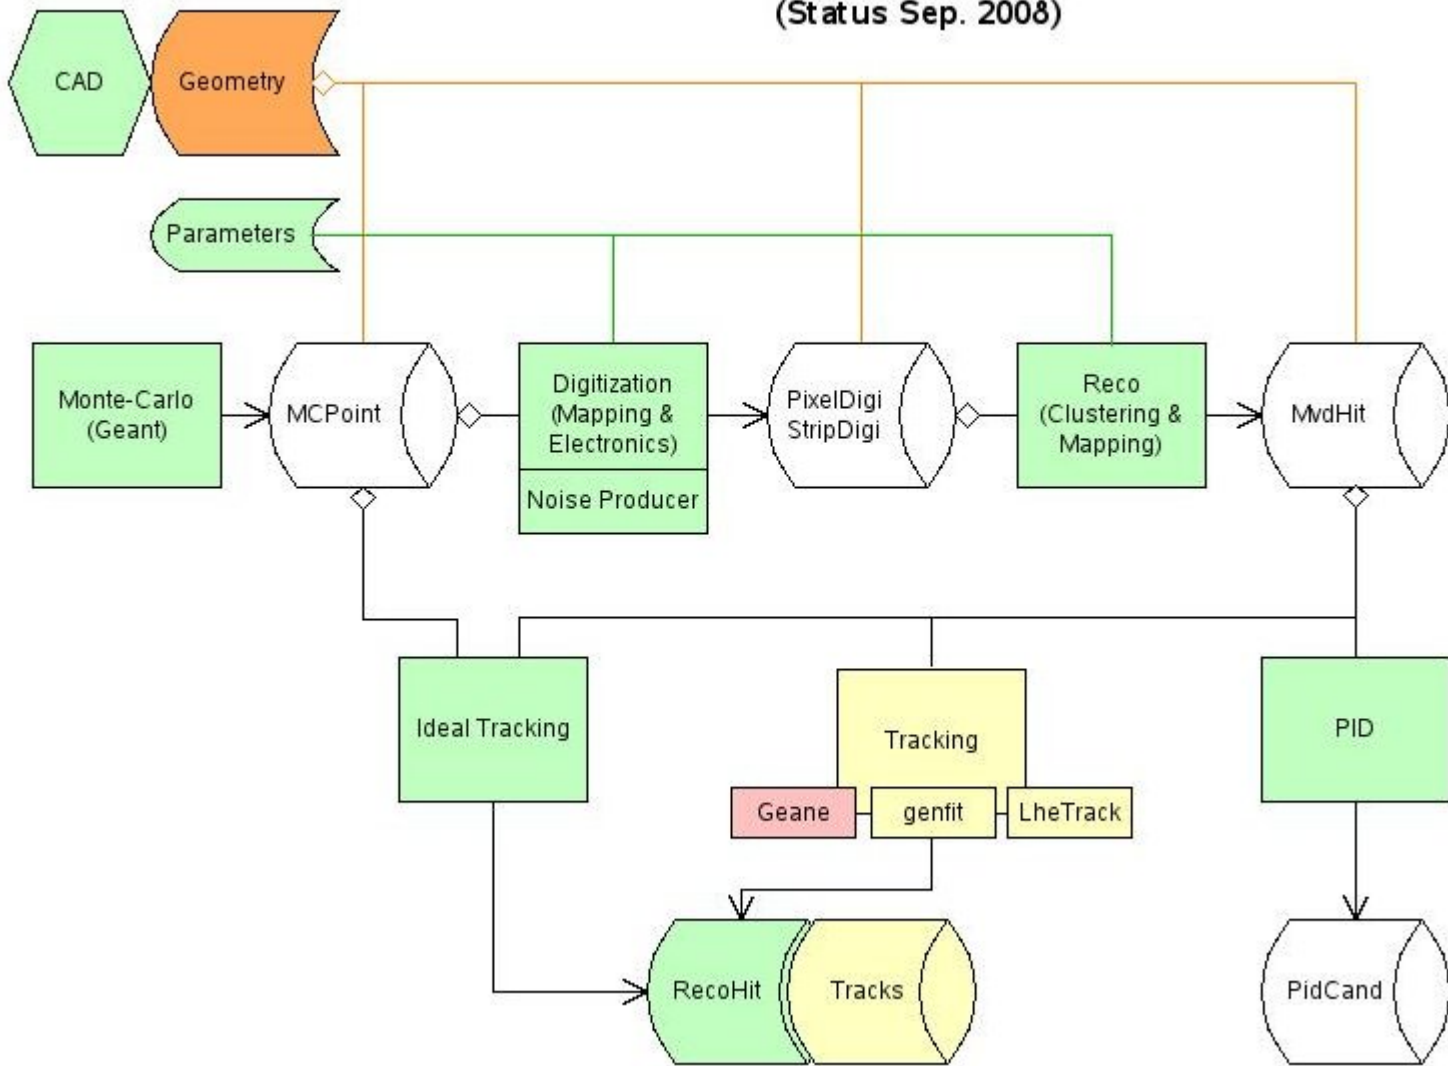 (Status Sep. 2008)
CAD
Geometry
Parameters
Monte-Carlo
(Geant)
MCPoint
Digitization
(Mapping &
Electronics)
Noise Producer
PixelDigi
StripDigi
Reco
(Clustering &
Mapping)
MvdHit
Ideal Tracking
Tracking
Geane
genfit
LheTrack
PID
RecoHit
Tracks
PidCand